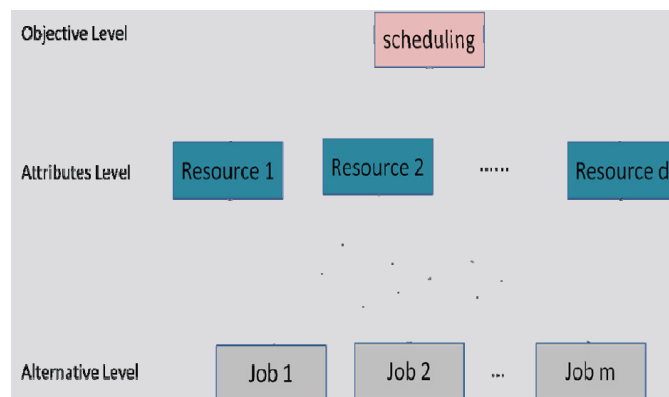 Objective Level
scheduling
Attributes Level
Resource 1
Resource 2
......
Resource d
Alternative Level
Job 1
Job 2
...
Job m